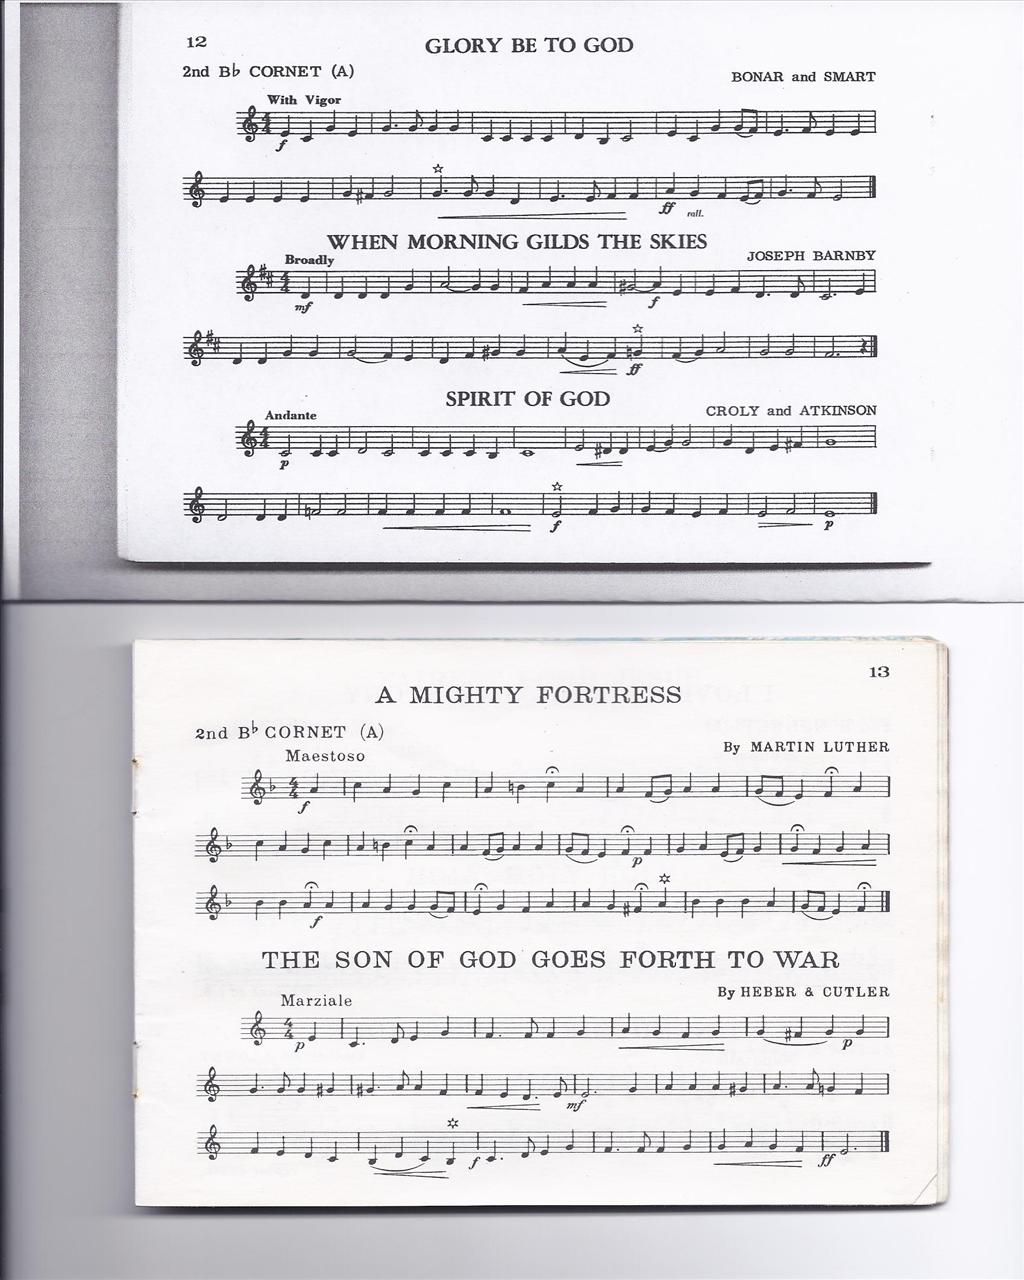 12
GLORY BE TO GOD
2nd B♭ CORNET (A)
BONAR and SMART
With Vigor
f
ff rall.
WHEN MORNING GILDS THE SKIES
JOSEPH BARNBY
Broadly
mf f
ff
SPIRIT OF GOD
CROLY and ATKINSON
Andante
p
f p
13
A MIGHTY FORTRESS
2nd B♭ CORNET (A)
By MARTIN LUTHER
Maestoso
f
p
f
THE SON OF GOD GOES FORTH TO WAR
By HEBER & CUTLER
Marziale
p p
mf
f ff